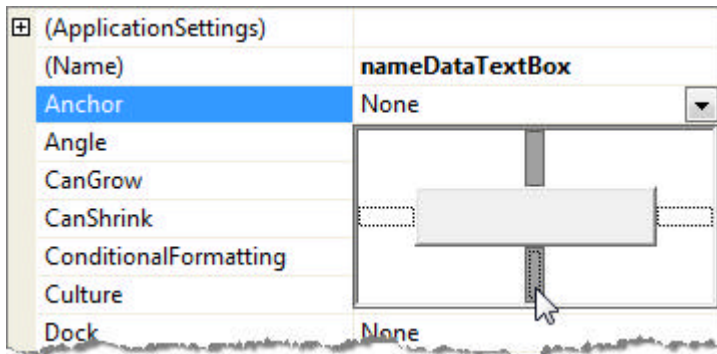 (ApplicationSettings)
(Name) nameDataTextBox
Anchor None
Angle
CanGrow
CanShrink
ConditionalFormatting
Culture
Dock None